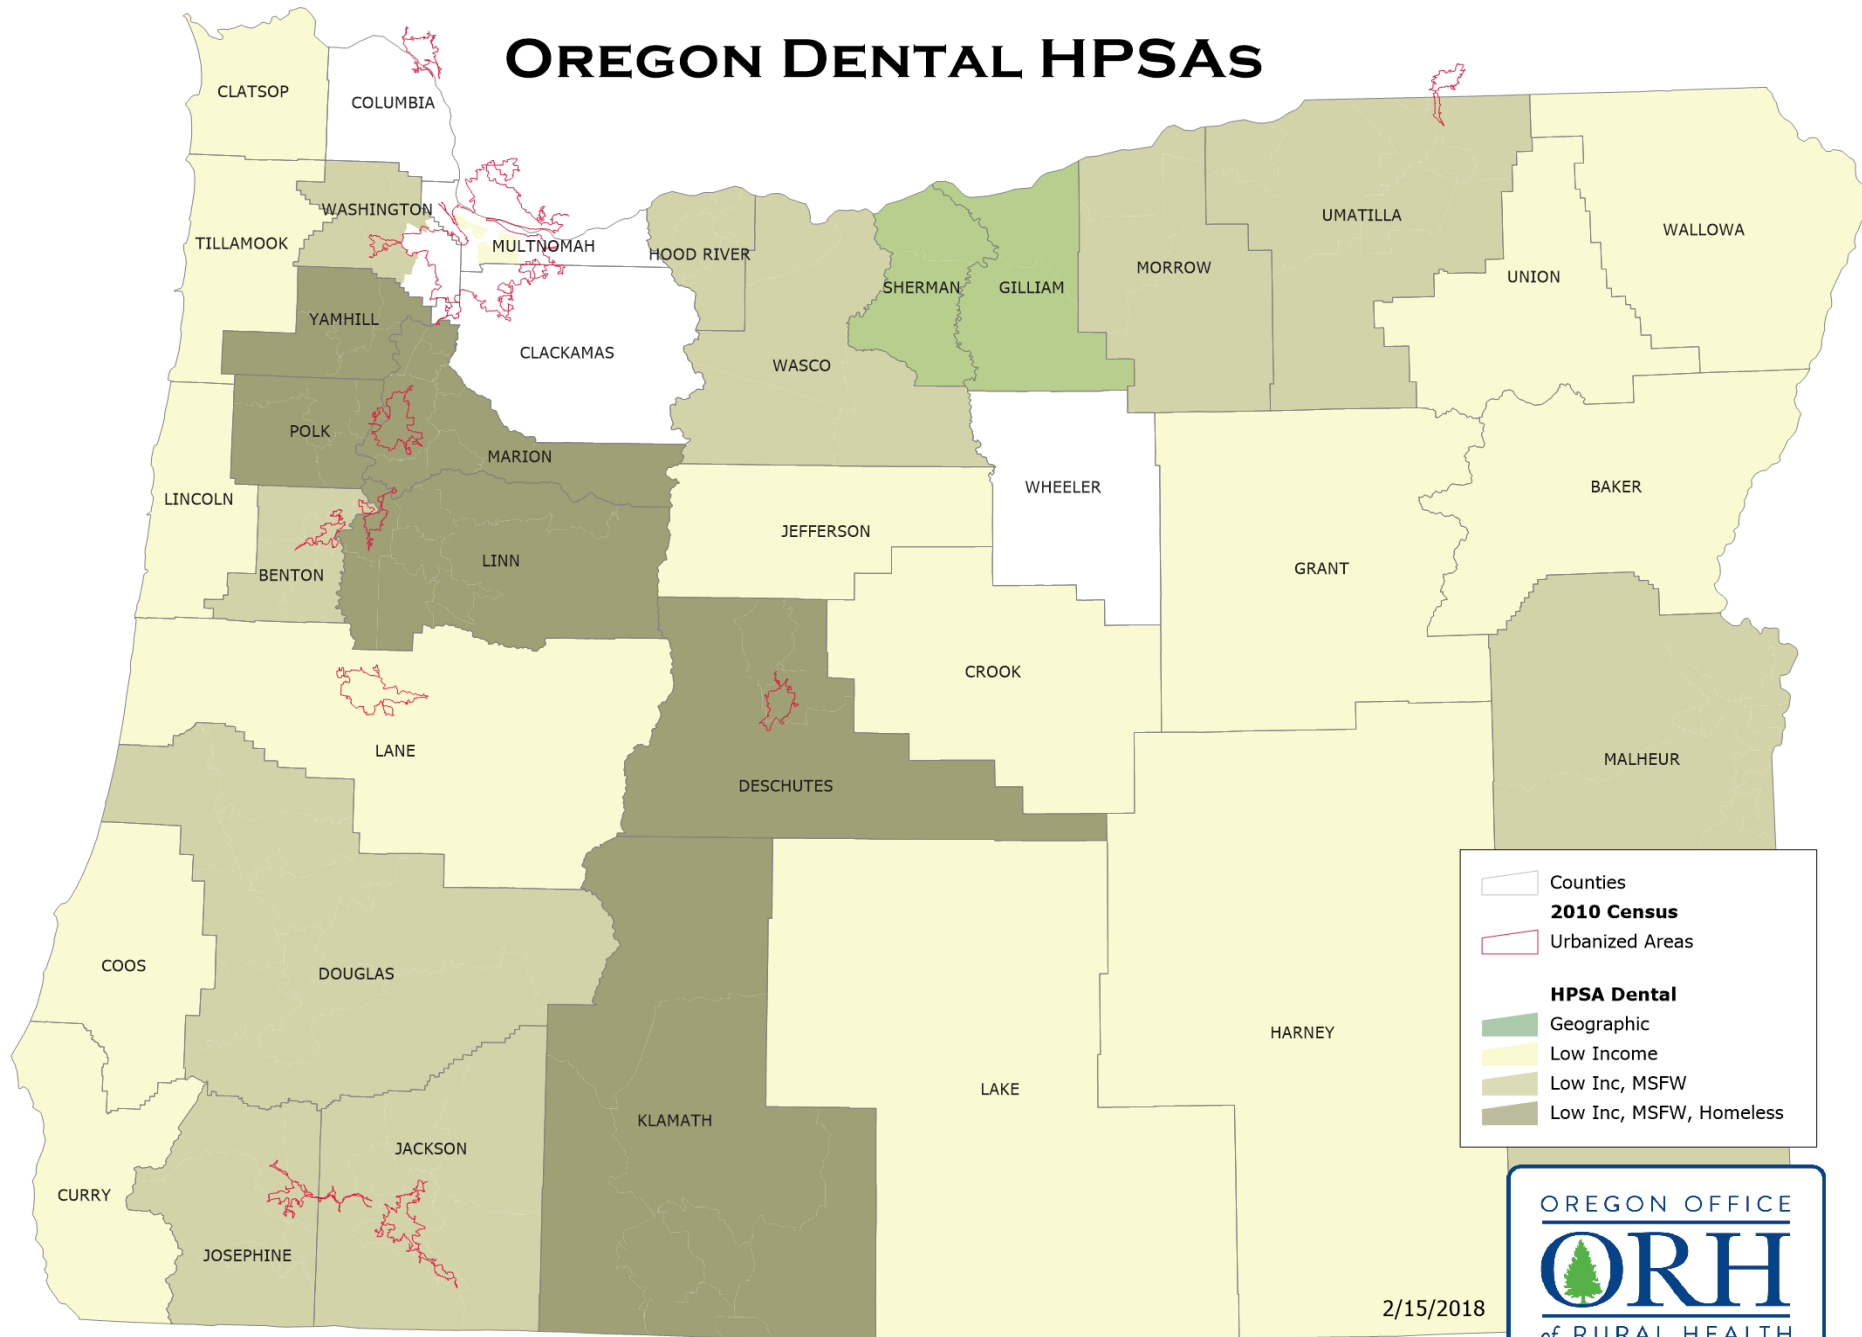 OREGON DENTAL HPSAS
CLATSOP
COLUMBIA
WASHINGTON
TILLAMOOK
MULTNOMAH
HOOD RIVER
SHERMAN
GILLIAM
MORROW
UMATILLA
UNION
WALLOWA
YAMHILL
CLACKAMAS
WASCO
POLK
MARION
LINCOLN
WHEELER
BAKER
JEFFERSON
BENTON
LINN
GRANT
CROOK
LANE
DESCHUTES
MALHEUR
COOS
DOUGLAS
HARNEY
LAKE
KLAMATH
JACKSON
CURRY
JOSEPHINE
Counties
2010 Census
Urbanized Areas
HPSA Dental
Geographic
Low Income
Low Inc, MSFW
Low Inc, MSFW, Homeless
2/15/2018
OREGON OFFICE
ORH
of RURAL HEALTH